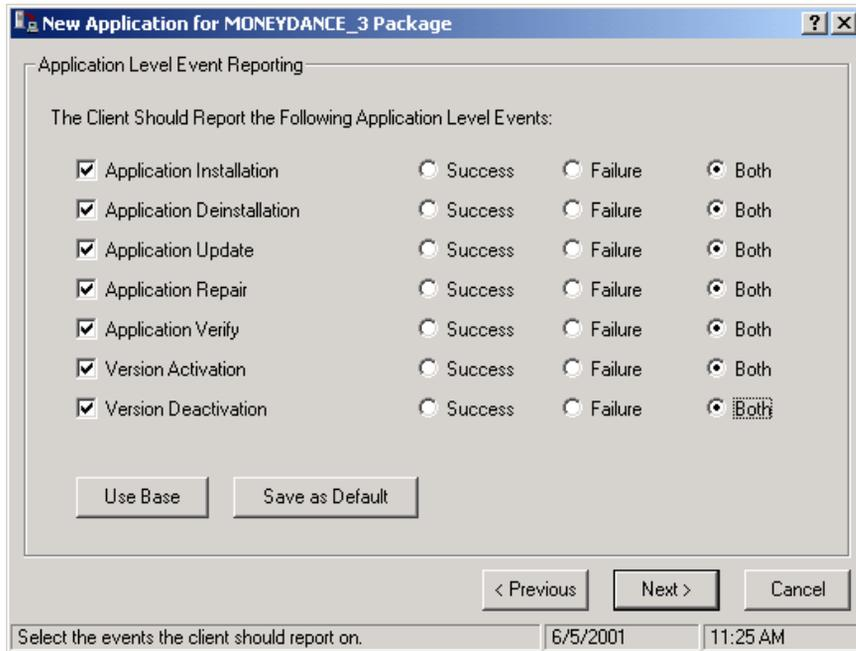 New Application for MONEYDANCE_3 Package
Application Level Event Reporting
The Client Should Report the Following Application Level Events:
Application Installation Success Failure Both
Application Deinstallation Success Failure Both
Application Update Success Failure Both
Application Repair Success Failure Both
Application Verify Success Failure Both
Version Activation Success Failure Both
Version Deactivation Success Failure Both
Use Base Save as Default
< Previous Next > Cancel
Select the events the client should report on. 6/5/2001 11:25 AM